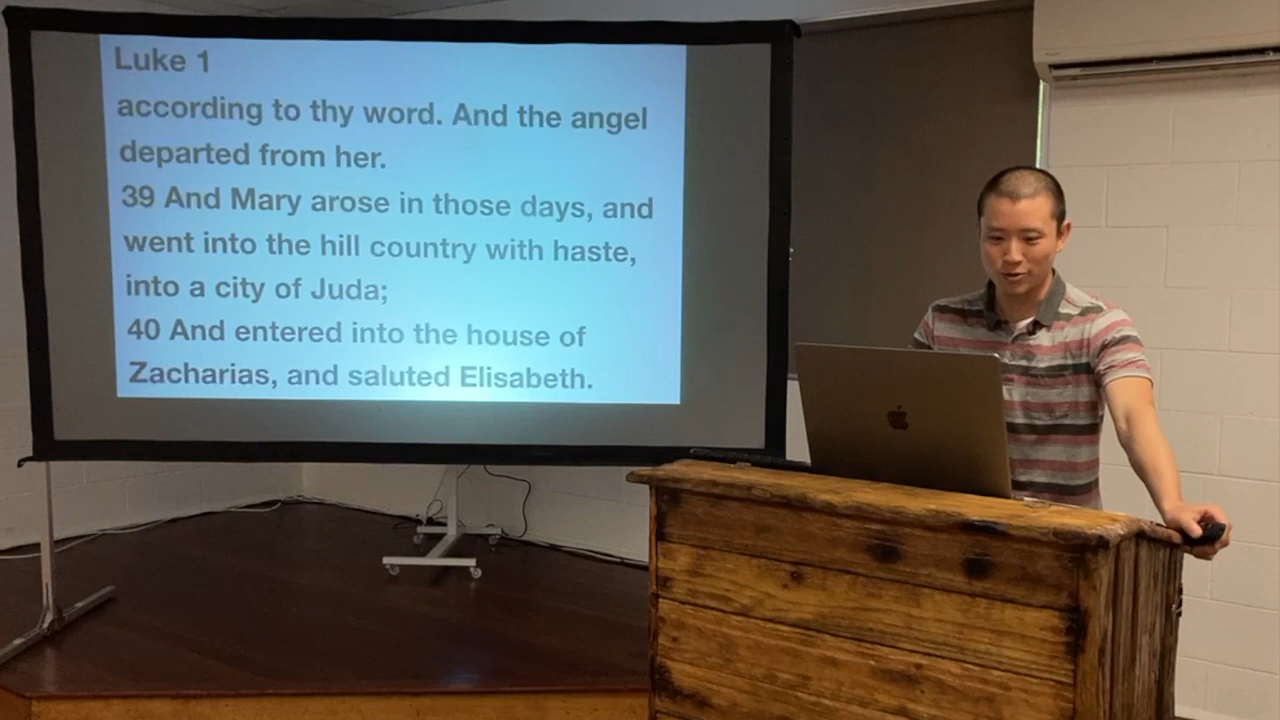 Luke 1
according to thy word. And the angel
departed from her.
39 And Mary arose in those days, and
went into the hill country with haste,
into a city of Juda;
40 And entered into the house of
Zacharias, and saluted Elisabeth.